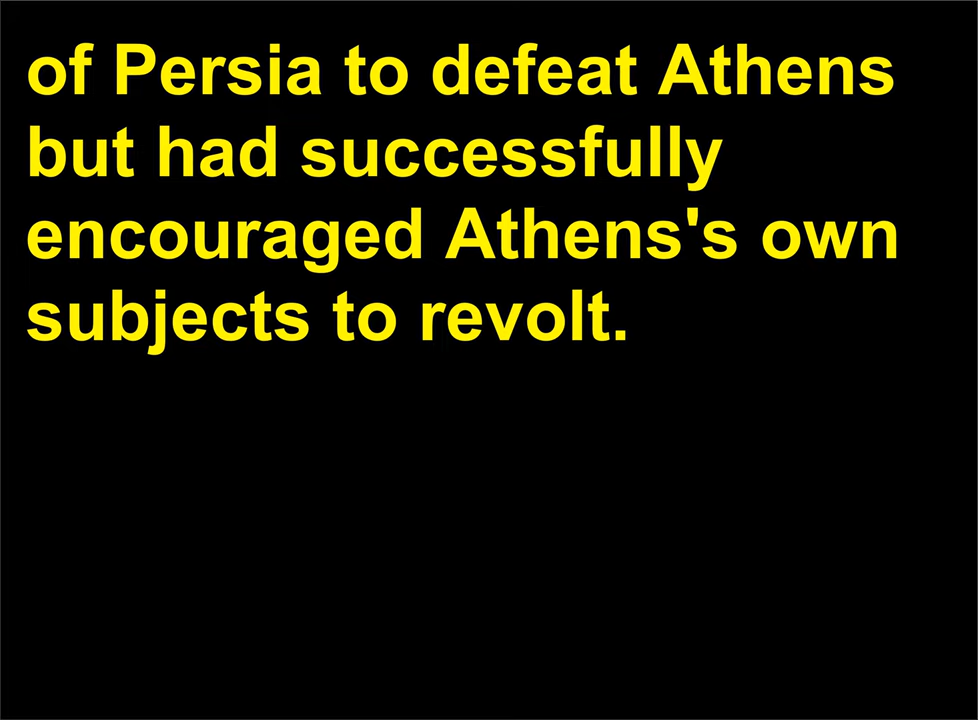 of Persia to defeat Athens
but had successfully
encouraged Athens's own
subjects to revolt.